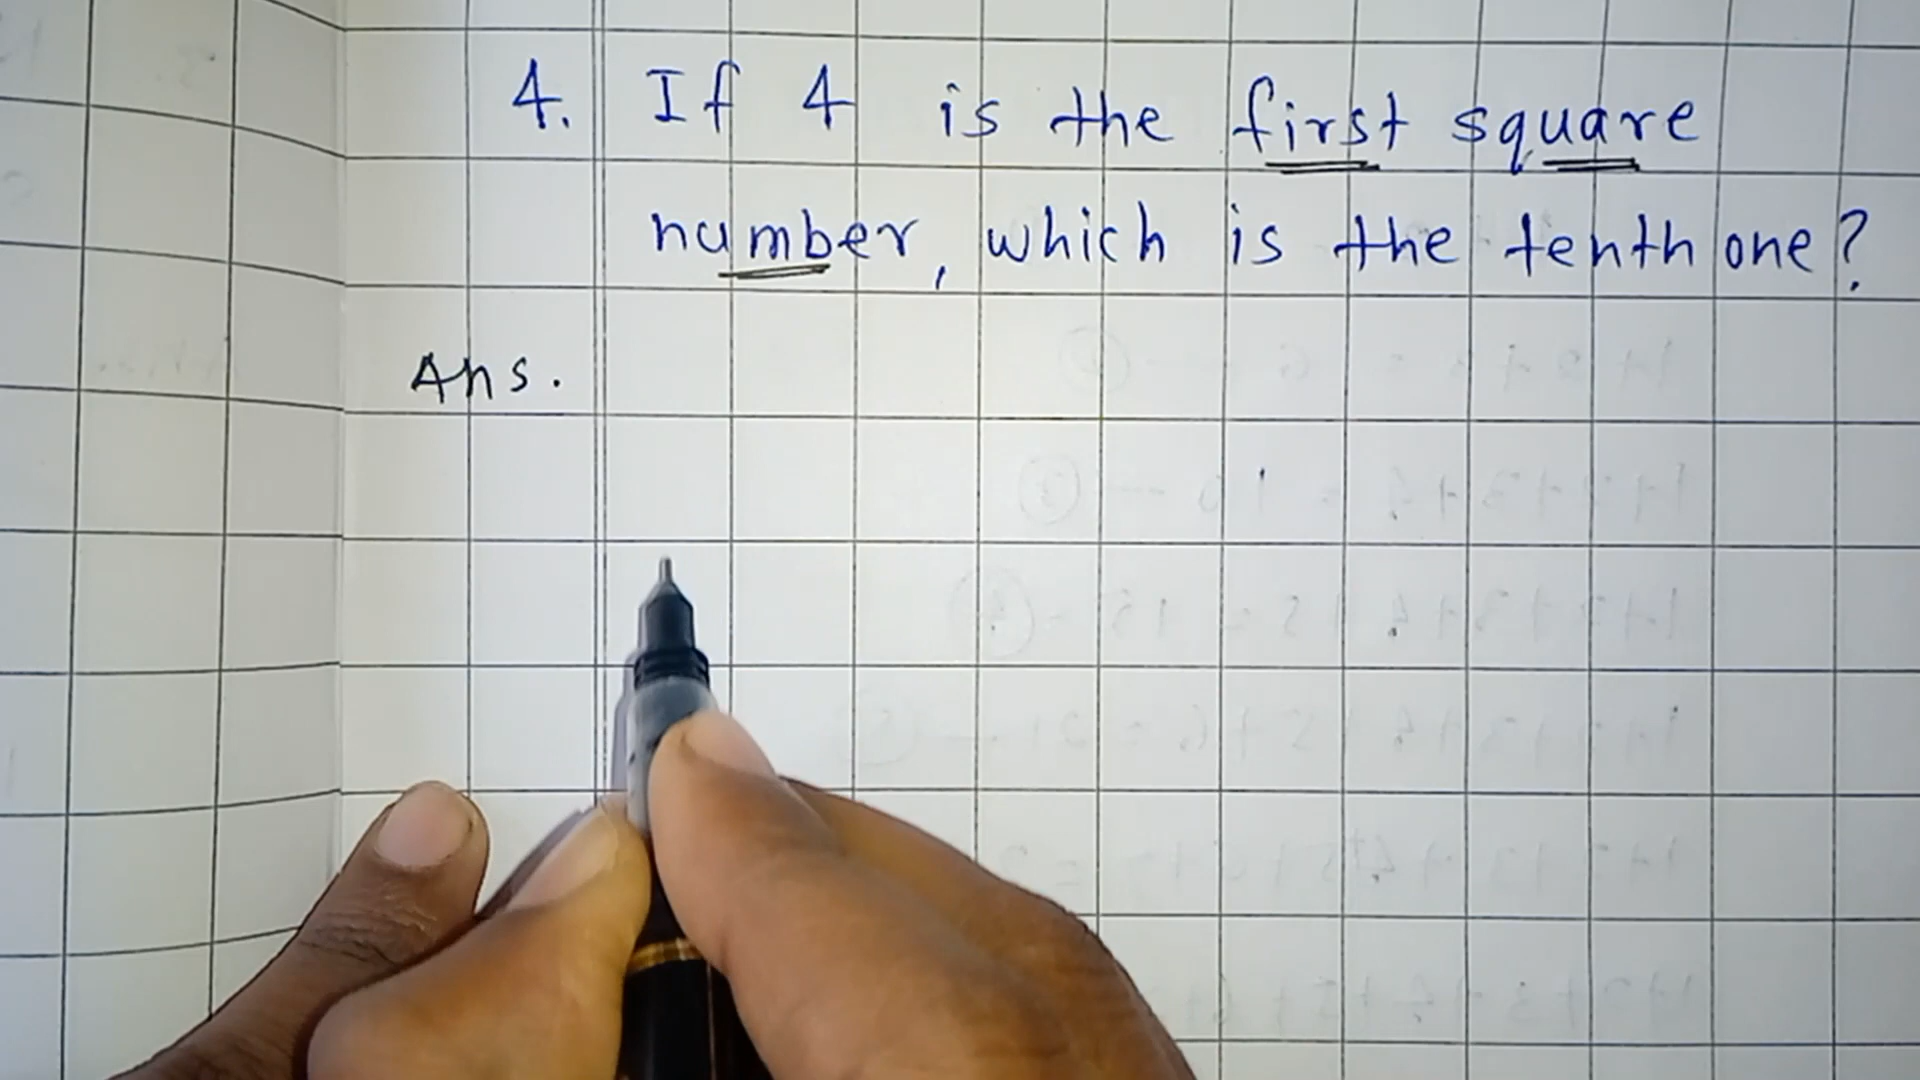 4. If 4 is the first square
number, which is the tenth one?
Ans.